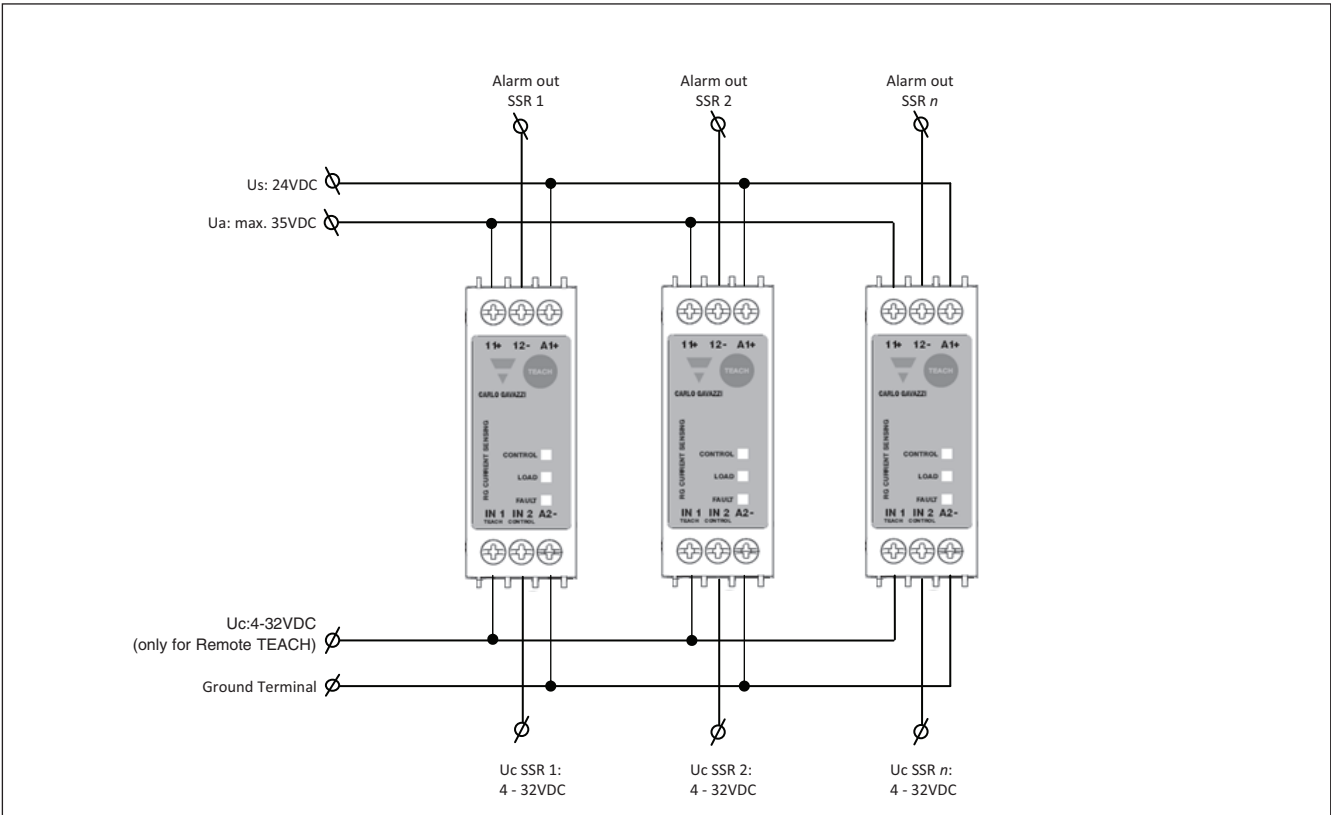 Alarm out
SSR 1
Alarm out
SSR 2
Alarm out
SSR n
Us: 24VDC
Ua: max. 35VDC
11+ 12- A1+
TEACH
CARLO GAVAZZI
RG CURRENT SENSING
CONTROL
LOAD
FAULT
IN 1 IN 2 A2-
TEACH CONTROL
11+ 12- A1+
TEACH
CARLO GAVAZZI
RG CURRENT SENSING
CONTROL
LOAD
FAULT
IN 1 IN 2 A2-
TEACH CONTROL
11+ 12- A1+
TEACH
CARLO GAVAZZI
RG CURRENT SENSING
CONTROL
LOAD
FAULT
IN 1 IN 2 A2-
TEACH CONTROL
Uc:4-32VDC
(only for Remote TEACH)
Ground Terminal
Uc SSR 1:
4 - 32VDC
Uc SSR 2:
4 - 32VDC
Uc SSR n:
4 - 32VDC